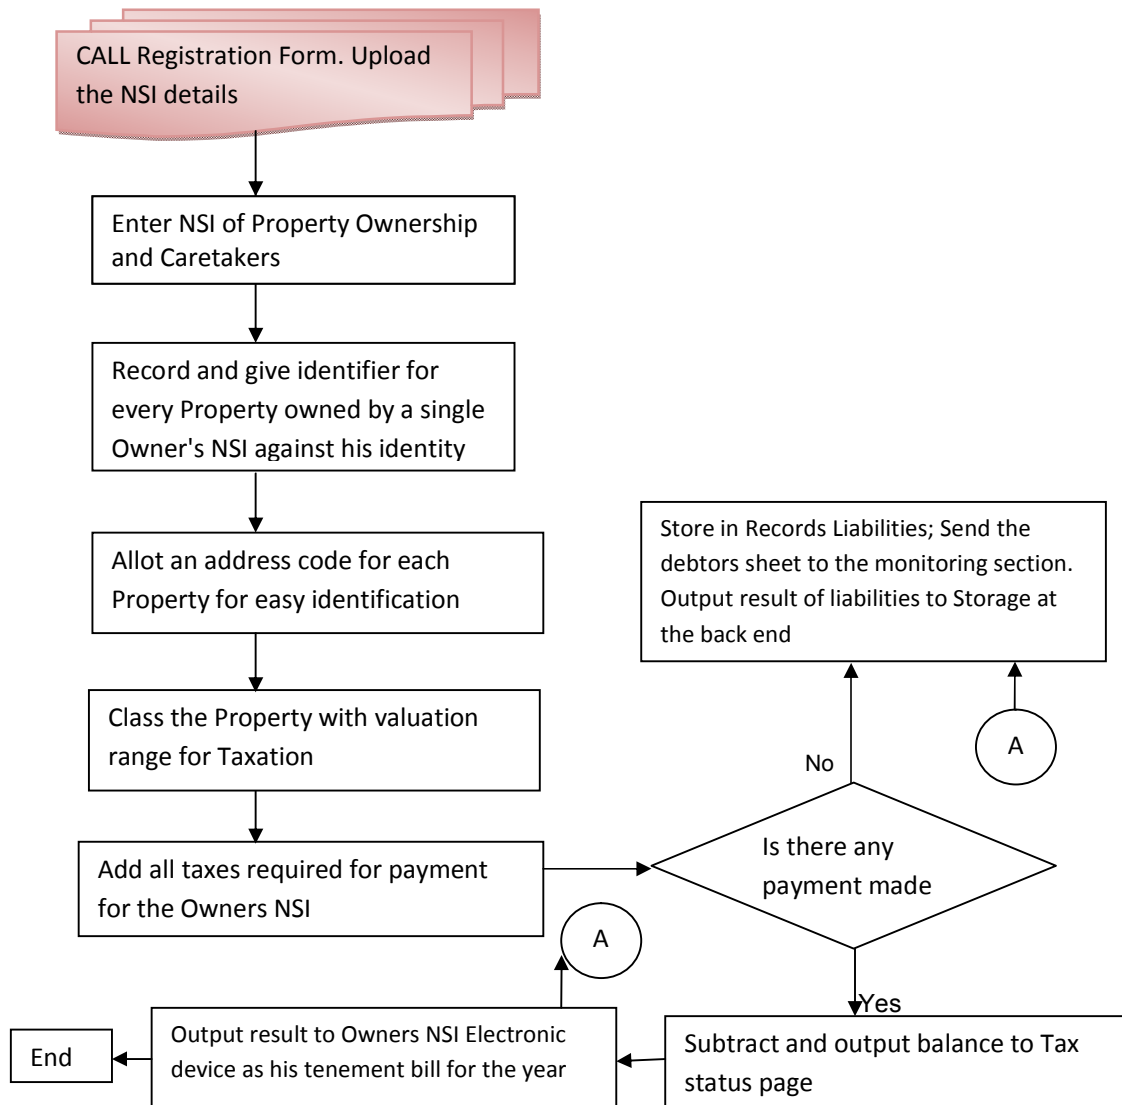 CALL Registration Form. Upload
the NSI details
Enter NSI of Property Ownership
and Caretakers
Record and give identifier for
every Property owned by a single
Owner's NSI against his identity
Allot an address code for each
Property for easy identification
Class the Property with valuation
range for Taxation
Add all taxes required for payment
for the Owners NSI
Store in Records Liabilities; Send the
debtors sheet to the monitoring section.
Output result of liabilities to Storage at
the back end
A
No
Is there any
payment made
A
Yes
Subtract and output balance to Tax
status page
Output result to Owners NSI Electronic
device as his tenement bill for the year
End